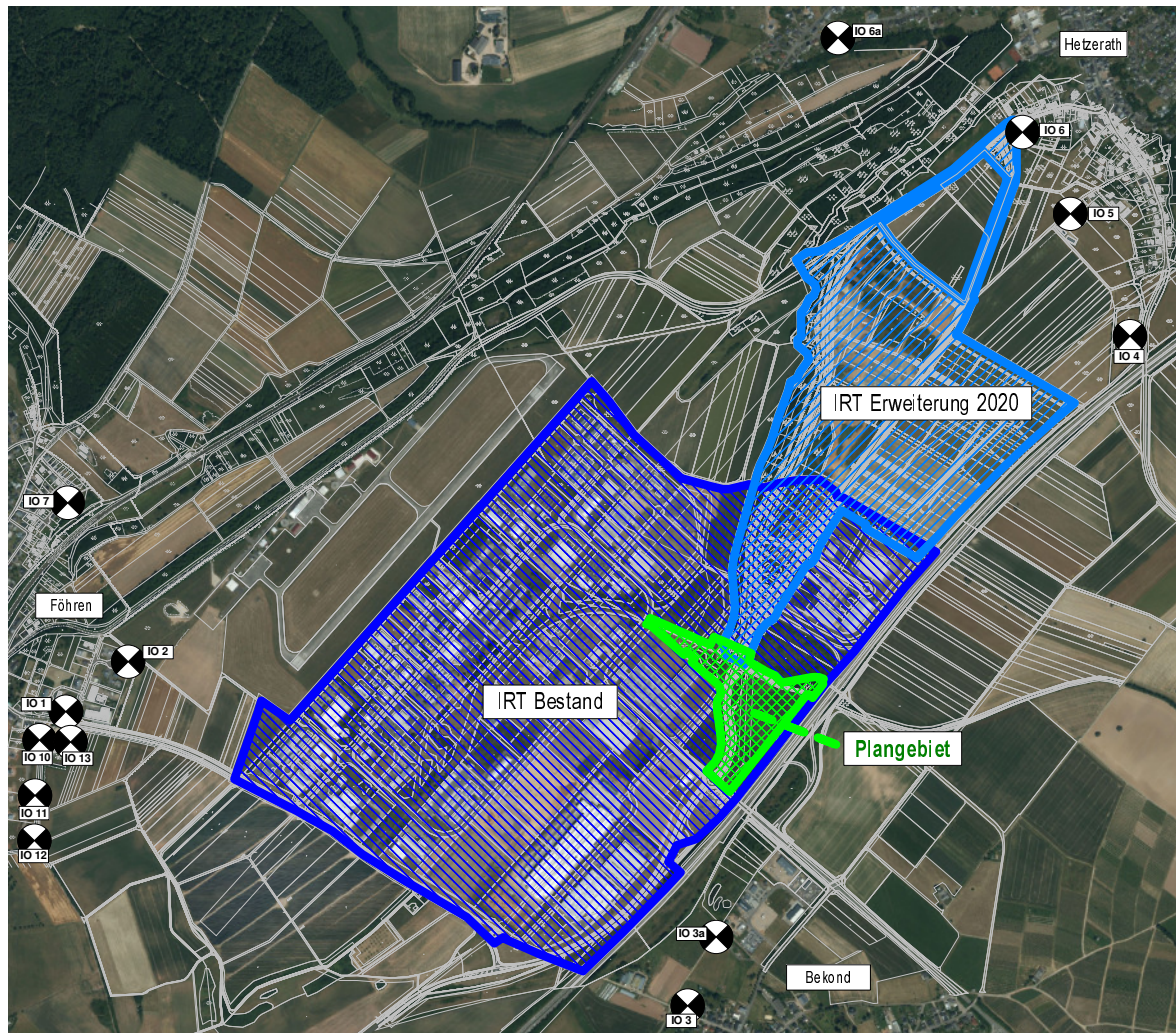 IO 6a
Hetzerath
IO 6
IO 5
IO 4
IRT Erweiterung 2020
IO 7
Föhren
IO 2
IO 1
IRT Bestand
IO 10
IO 13
Plangebiet
IO 11
IO 12
IO 3a
Bekond
IO 3